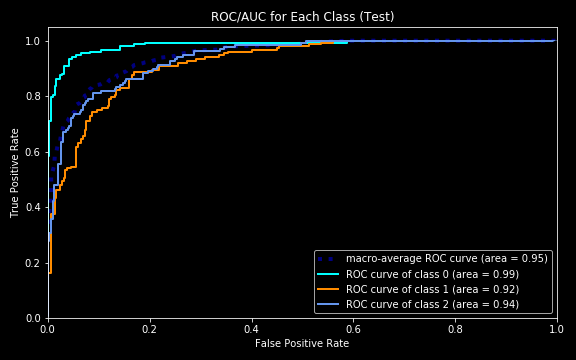 ROC/AUC for Each Class (Test)
1.0
0.8
0.6
0.4
0.2
0.0
True Positive Rate
macro-average ROC curve (area = 0.95)
ROC curve of class 0 (area = 0.99)
ROC curve of class 1 (area = 0.92)
ROC curve of class 2 (area = 0.94)
0.0 0.2 0.4 0.6 0.8 1.0
False Positive Rate